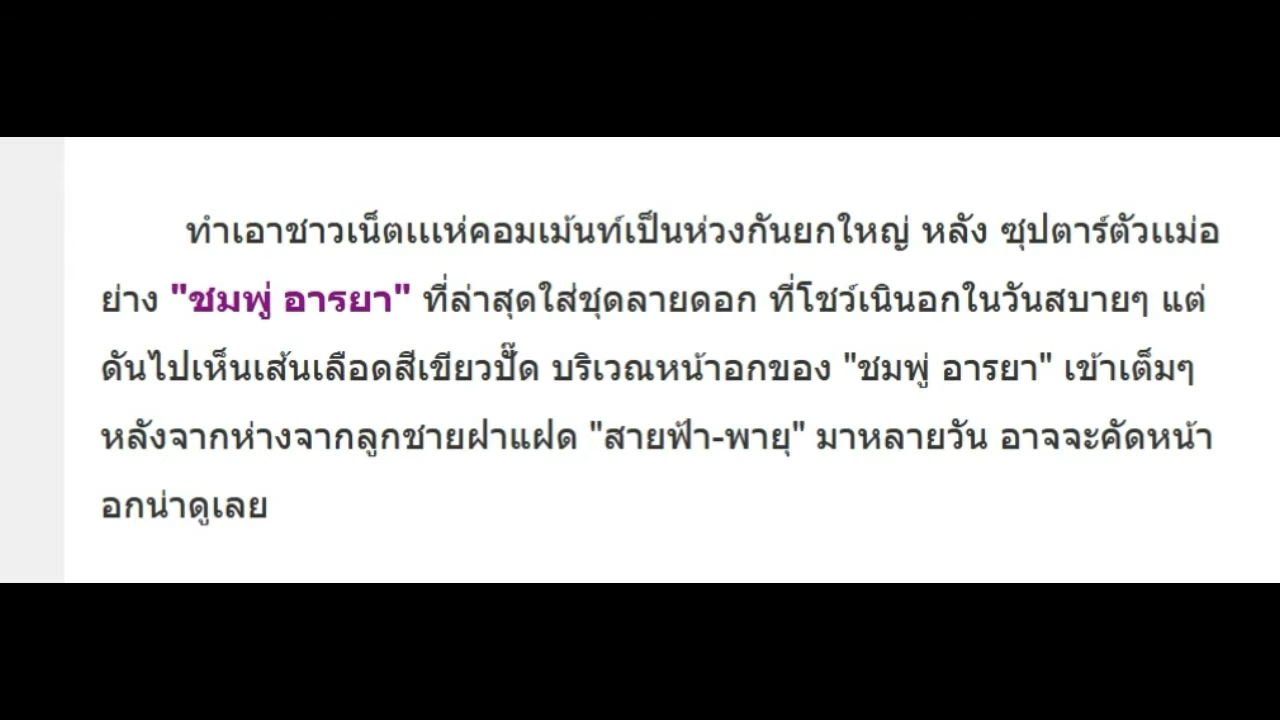 ทำเอาชาวเน็ตแแห่คอมเม้นท์เป็นห่วงกันยกใหญ่ หลัง ซุปตาร์ตัวแม่อ
ย่าง "ชมพู่ อารยา" ที่ล่าสุดใส่ชุดลายดอก ที่โชว์เนินอกในวันสบายๆ แต่
ดันไปเห็นเส้นเลือดสีเขียวปั๊ด บริเวณหน้าอกของ "ชมพู่ อารยา" เข้าเต็มๆ
หลังจากห่างจากลูกชายฝาแฝด "สายฟ้า-พายุ" มาหลายวัน อาจจะคัดหน้า
อกน่าดูเลย